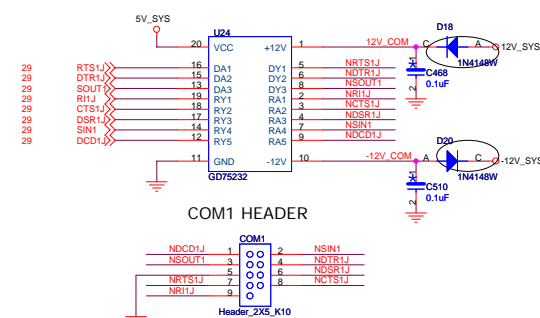 5V_SYS
U24
D18
20 VCC +12V 1 12V_COM C A 12V_SYS
1N4148W
29 RTS1J 16 DA1 DY1 5 NRTS1J
29 DTR1J 15 DA2 DY2 6 NDTR1J
29 SOUT1 13 DA3 DY3 8 NSOUT1
29 RI1J 19 RY1 RA1 2 NRI1J
29 CTS1J 18 RY2 RA2 3 NCTS1J
29 DSR1J 17 RY3 RA3 4 NDSR1J
29 SIN1 14 RY4 RA4 7 NSIN1
29 DCD1J 12 RY5 RA5 9 NDCD1J
1
C468
0.1uF
2
D20
11 GND -12V 10 -12V_COM A C -12V_SYS
GD75232
1N4148W
1
C510
0.1uF
2
COM1 HEADER
COM1
NDCD1J 1 2 NSIN1
NSOUT1 3 4 NDTR1J
5 6 NDSR1J
NRTS1J 7 8 NCTS1J
NRI1J 9
Header_2X5_K10